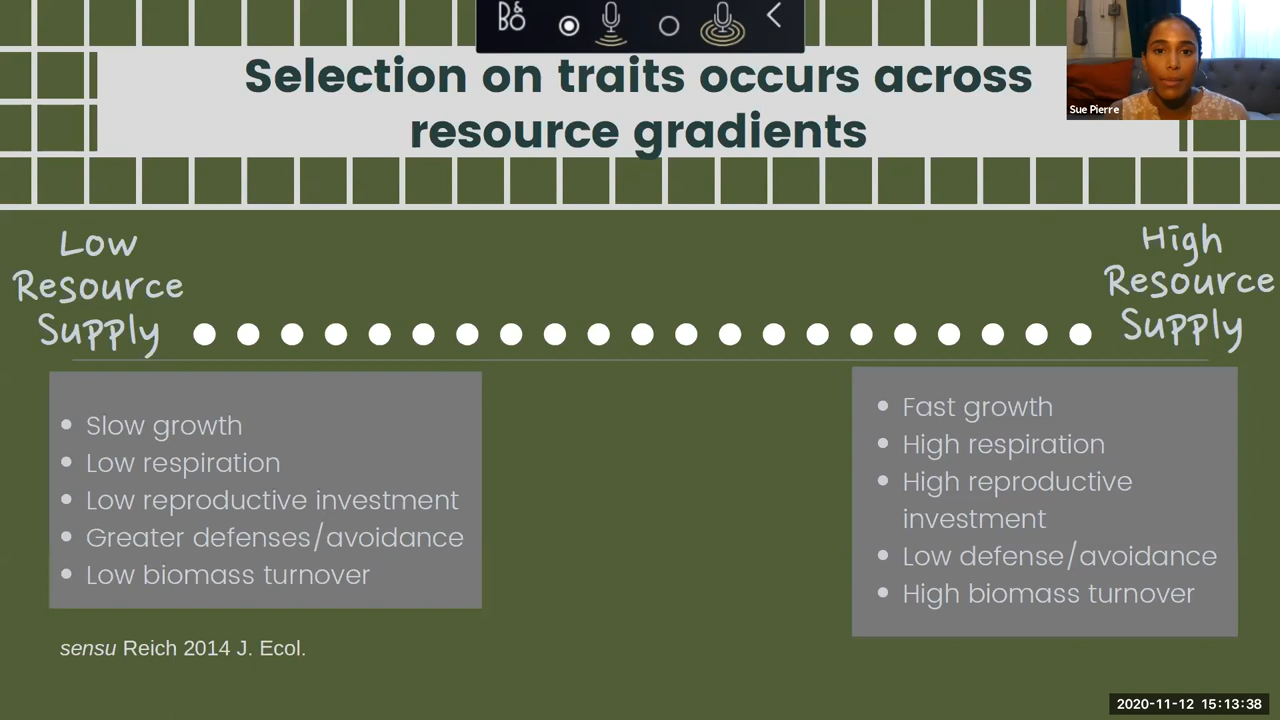 B&O
Selection on traits occurs across
resource gradients
Sue Pierre
Low
Resource
Supply
High
Resource
Supply
• Slow growth
• Low respiration
• Low reproductive investment
• Greater defenses/avoidance
• Low biomass turnover
• Fast growth
• High respiration
• High reproductive
investment
• Low defense/avoidance
• High biomass turnover
sensu Reich 2014 J. Ecol.
2020-11-12 15:13:38